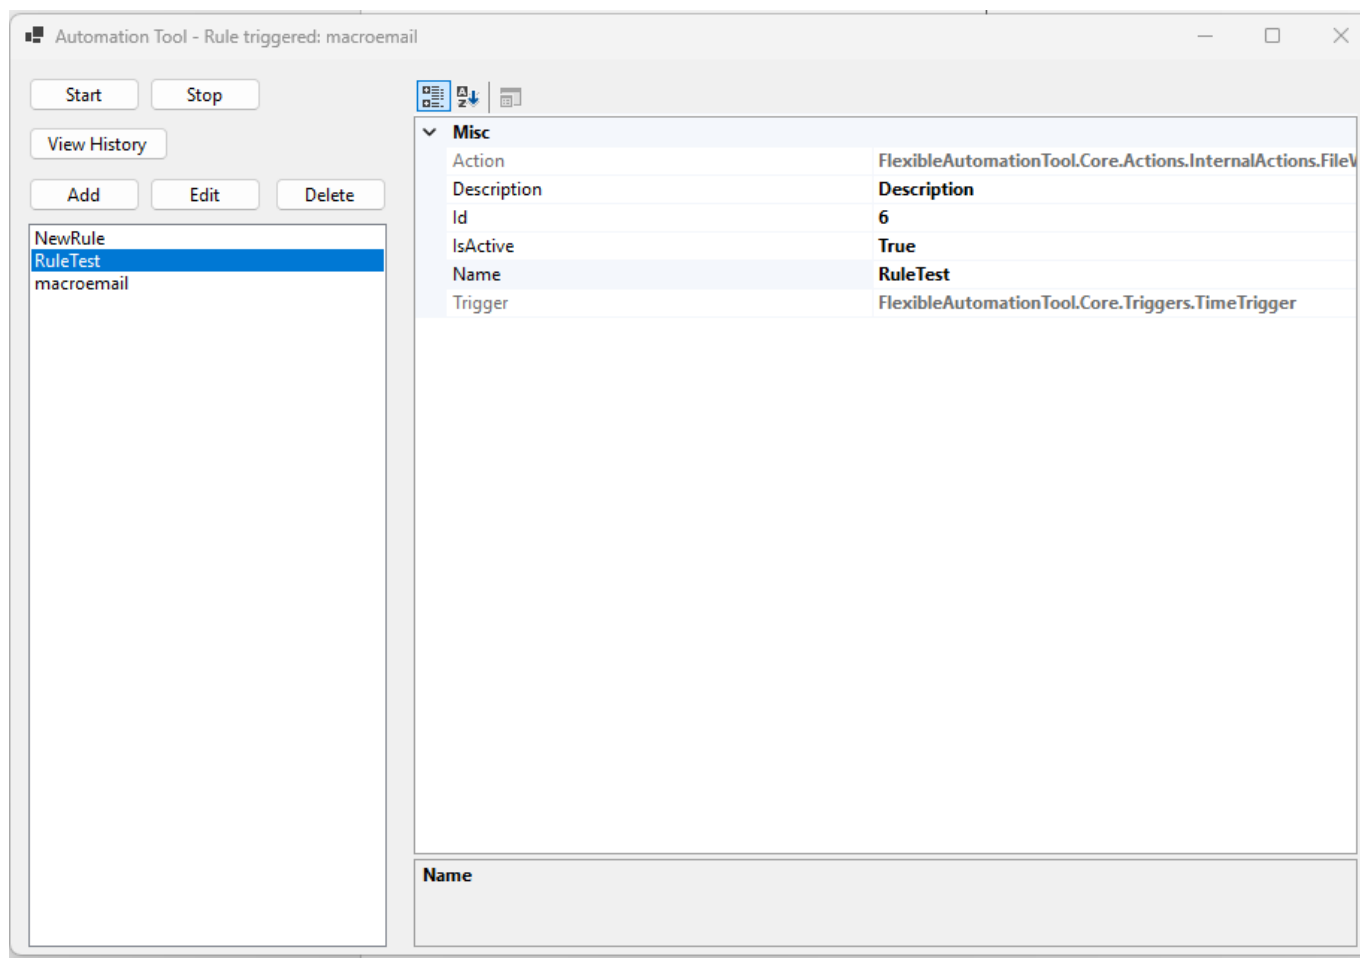 Automation Tool - Rule triggered: macroemail
Start Stop
View History
Add Edit Delete
NewRule
RuleTest
macroemail
Misc
Action FlexibleAutomationTool.Core.Actions.InternalActions.File
Description Description
Id 6
IsActive True
Name RuleTest
Trigger FlexibleAutomationTool.Core.Triggers.TimeTrigger
Name